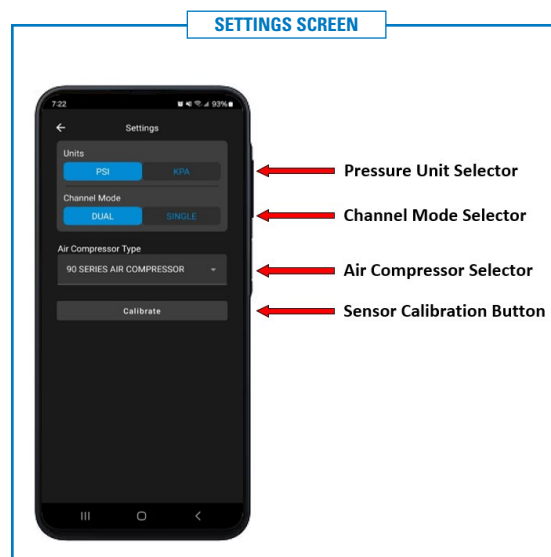 SETTINGS SCREEN
7:22
93%
Settings
Units
PSI KPA
Pressure Unit Selector
Channel Mode
DUAL SINGLE
Channel Mode Selector
Air Compressor Type
90 SERIES AIR COMPRESSOR
Air Compressor Selector
Calibrate
Sensor Calibration Button